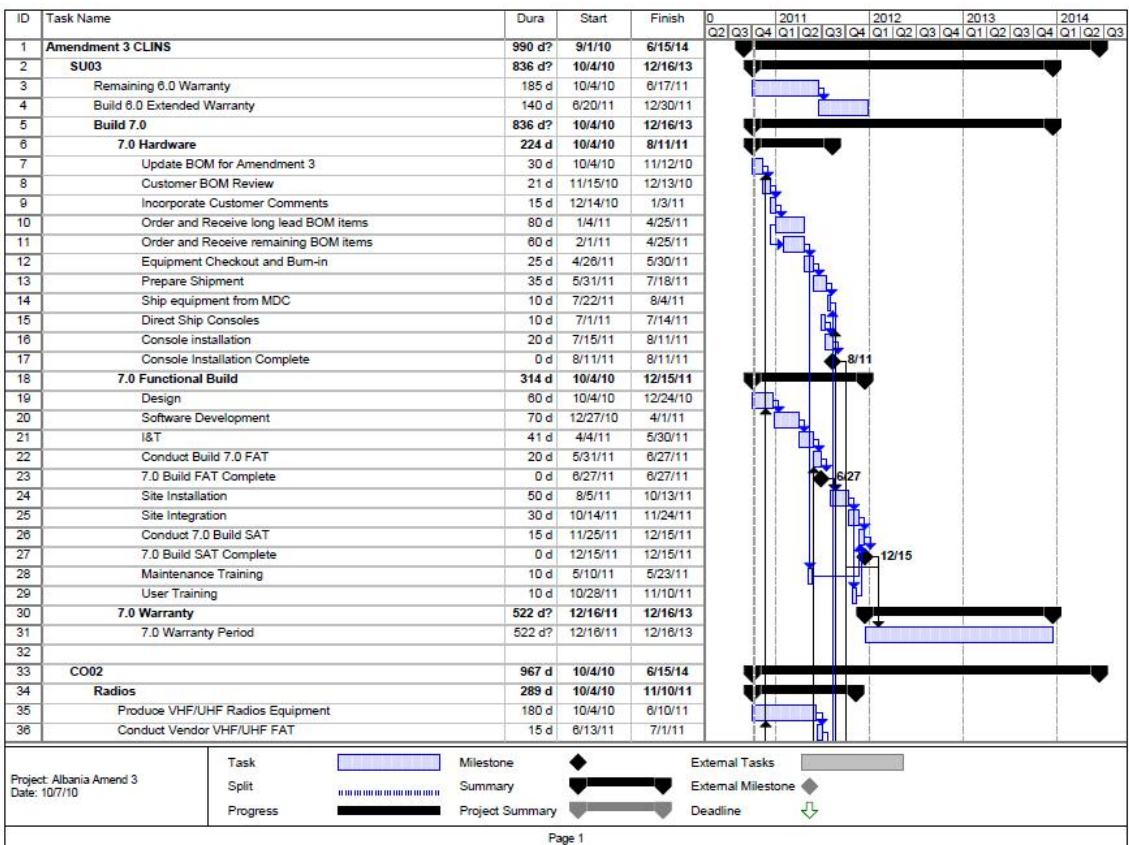 ID Task Name Dura Start Finish 0 2011 2012 2013 2014
Q2 Q3 Q4 Q1 Q2 Q3 Q4 Q1 Q2 Q3 Q4 Q1 Q2 Q3 Q4 Q1 Q2 Q3
1 Amendment 3 CLINS 990 d? 9/1/10 6/15/14
2 SU03 836 d? 10/4/10 12/16/13
3 Remaining 6.0 Warranty 185 d 10/4/10 6/17/11
4 Build 6.0 Extended Warranty 140 d 6/20/11 12/30/11
5 Build 7.0 836 d? 10/4/10 12/16/13
6 7.0 Hardware 224 d 10/4/10 8/11/11
7 Update BOM for Amendment 3 30 d 10/4/10 11/12/10
8 Customer BOM Review 21 d 11/15/10 12/13/10
9 Incorporate Customer Comments 15 d 12/14/10 1/3/11
10 Order and Receive long lead BOM items 80 d 1/4/11 4/25/11
11 Order and Receive remaining BOM items 60 d 2/1/11 4/25/11
12 Equipment Checkout and Burn-in 25 d 4/26/11 5/30/11
13 Prepare Shipment 35 d 5/31/11 7/18/11
14 Ship equipment from MDC 10 d 7/22/11 8/4/11
15 Direct Ship Consoles 10 d 7/1/11 7/14/11
16 Console installation 20 d 7/15/11 8/11/11
17 Console Installation Complete 0 d 8/11/11 8/11/11 8/11
18 7.0 Functional Build 314 d 10/4/10 12/15/11
19 Design 60 d 10/4/10 12/24/10
20 Software Development 70 d 12/27/10 4/1/11
21 I&T 41 d 4/4/11 5/30/11
22 Conduct Build 7.0 FAT 20 d 5/31/11 6/27/11
23 7.0 Build FAT Complete 0 d 6/27/11 6/27/11 6/27
24 Site Installation 50 d 8/5/11 10/13/11
25 Site Integration 30 d 10/14/11 11/24/11
26 Conduct 7.0 Build SAT 15 d 11/25/11 12/15/11
27 7.0 Build SAT Complete 0 d 12/15/11 12/15/11 12/15
28 Maintenance Training 10 d 5/10/11 5/23/11
29 User Training 10 d 10/28/11 11/10/11
30 7.0 Warranty 522 d? 12/16/11 12/16/13
31 7.0 Warranty Period 522 d? 12/16/11 12/16/13
32
33 CO02 967 d 10/4/10 6/15/14
34 Radios 289 d 10/4/10 11/10/11
35 Produce VHF/UHF Radios Equipment 180 d 10/4/10 6/10/11
36 Conduct Vendor VHF/UHF FAT 15 d 6/13/11 7/1/11
Project: Albania Amend 3
Date: 10/7/10
Task Milestone External Tasks
Split Summary External Milestone
Progress Project Summary Deadline
Page 1